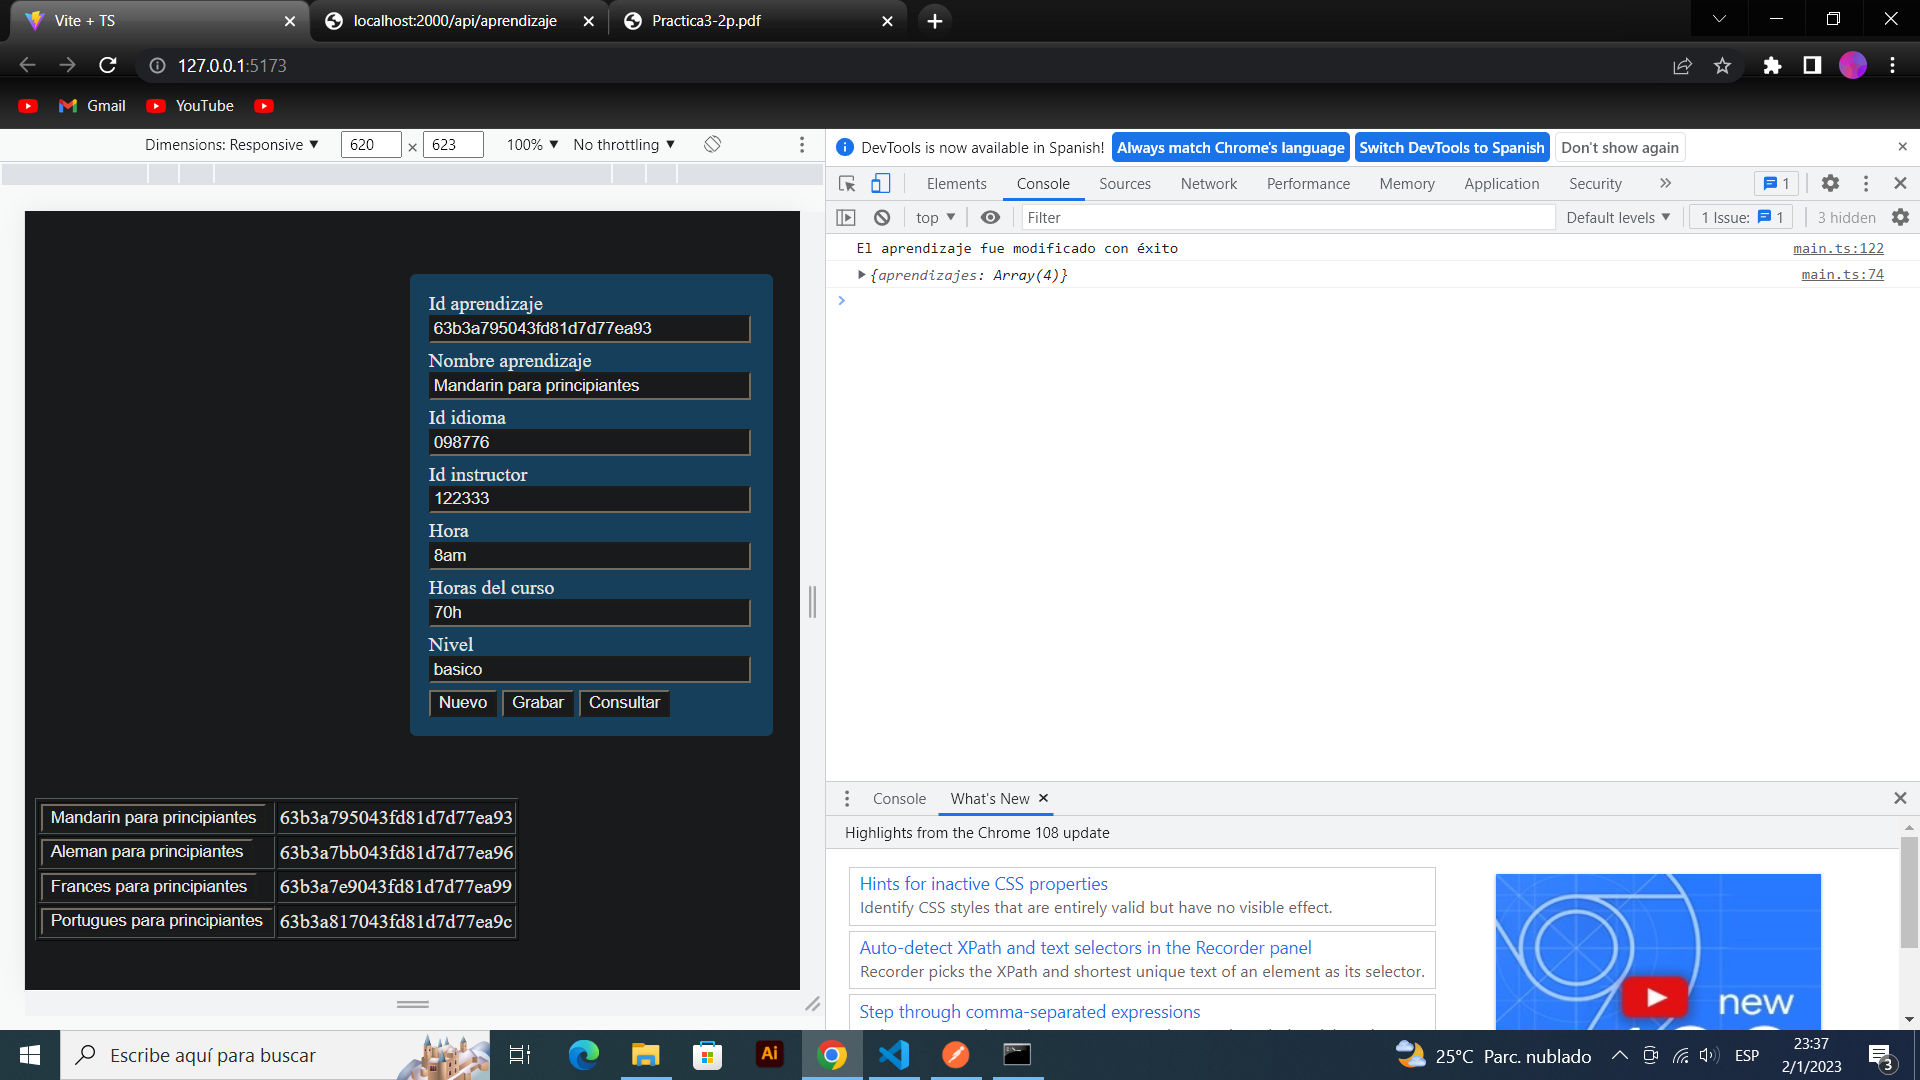 Vite + TS
localhost:2000/api/aprendizaje
Practica3-2p.pdf
127.0.0.1:5173
Gmail
YouTube
Dimensions: Responsive
620 × 623
100%
No throttling
DevTools is now available in Spanish!
Always match Chrome's language
Switch DevTools to Spanish
Don't show again
Elements
Console
Sources
Network
Performance
Memory
Application
Security
1
top
Filter
Default levels
1 Issue: 1
3 hidden
El aprendizaje fue modificado con éxito
main.ts:122
{aprendizajes: Array(4)}
main.ts:74
Id aprendizaje
63b3a795043fd81d7d77ea93
Nombre aprendizaje
Mandarin para principiantes
Id idioma
098776
Id instructor
122333
Hora
8am
Horas del curso
70h
Nivel
basico
Nuevo Grabar Consultar
Mandarin para principiantes 63b3a795043fd81d7d77ea93
Aleman para principiantes 63b3a7bb043fd81d7d77ea96
Frances para principiantes 63b3a7e9043fd81d7d77ea99
Portugues para principiantes 63b3a817043fd81d7d77ea9c
Console
What's New
Highlights from the Chrome 108 update
Hints for inactive CSS properties
Identify CSS styles that are entirely valid but have no visible effect.
Auto-detect XPath and text selectors in the Recorder panel
Recorder picks the XPath and shortest unique text of an element as its selector.
Step through comma-separated expressions
new
Escribe aquí para buscar
Ai
25°C Parc. nublado
ESP
23:37
2/1/2023
3